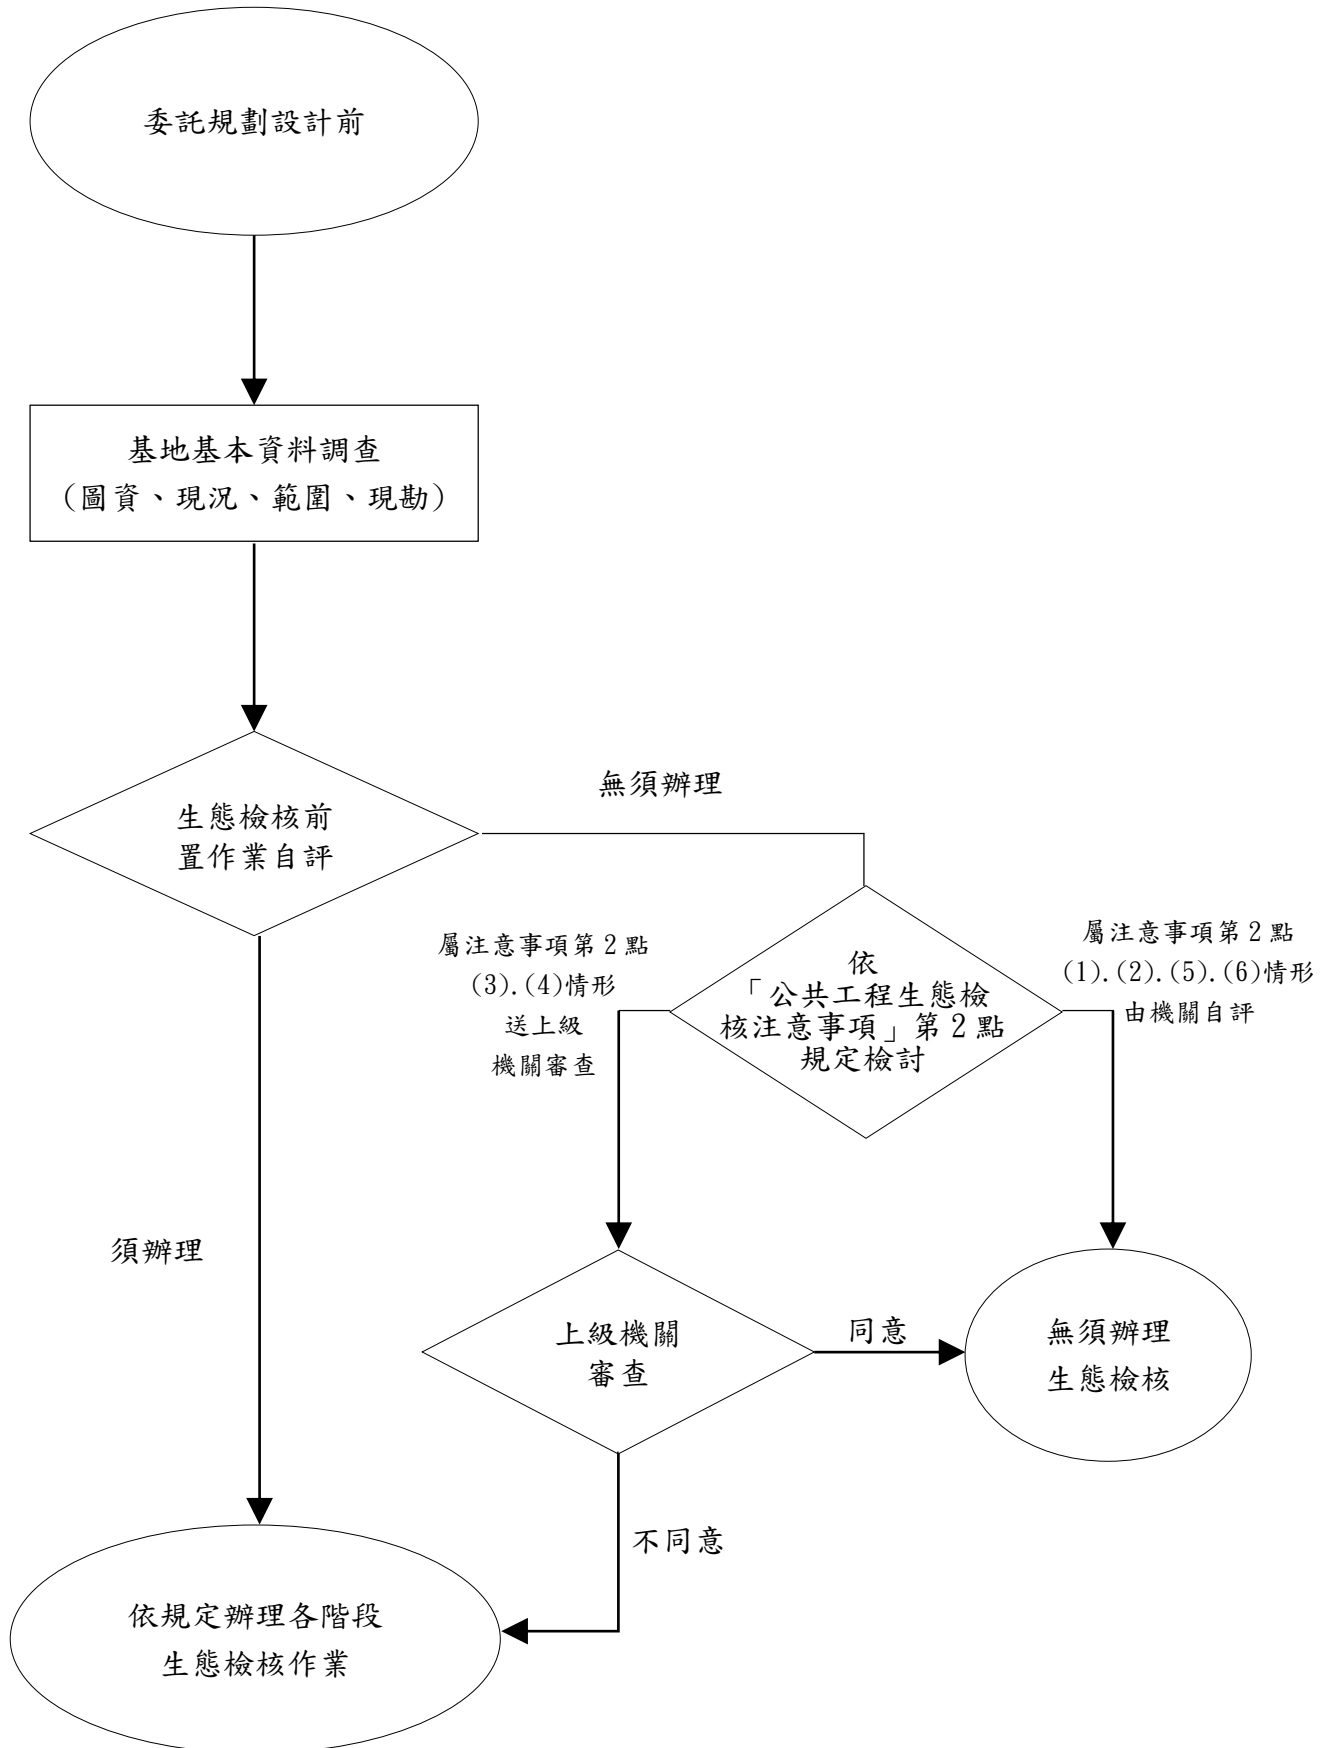 委託規劃設計前
基地基本資料調查
（圖資、現況、範圍、現勘）
生態檢核前
置作業自評
無須辦理
屬注意事項第2點
(3).(4)情形
送上級
機關審查
依
「公共工程生態檢
核注意事項」第2點
規定檢討
屬注意事項第2點
(1).(2).(5).(6)情形
由機關自評
須辦理
上級機關
審查
同意
無須辦理
生態檢核
不同意
依規定辦理各階段
生態檢核作業